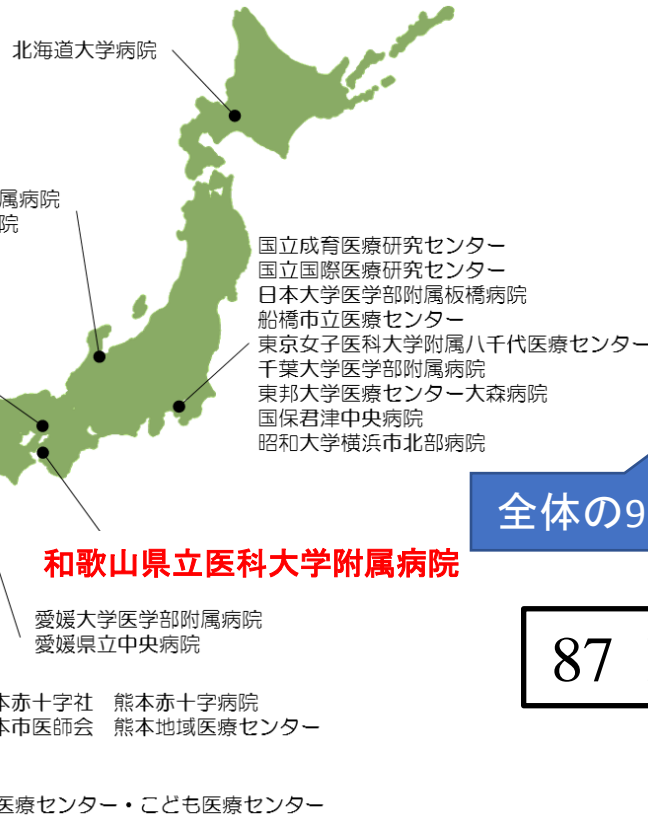 北海道大学病院
属病院
院
国立成育医療研究センター
国立国際医療研究センター
日本大学医学部附属板橋病院
船橋市立医療センター
東京女子医科大学附属八千代医療センター
千葉大学医学部附属病院
東邦大学医療センター大森病院
国保君津中央病院
昭和大学横浜市北部病院
全体の9
和歌山県立医科大学附属病院
愛媛大学医学部附属病院
愛媛県立中央病院
87
本赤十字社 熊本赤十字病院
本市医師会 熊本地域医療センター
医療センター・こども医療センター